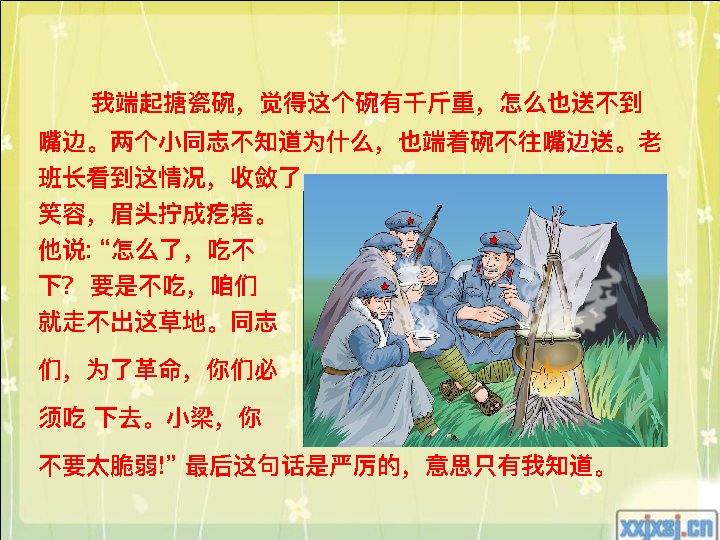 我端起搪瓷碗，觉得这个碗有千斤重，怎么也送不到
嘴边。两个小同志不知道为什么，也端着碗不往嘴边送。老
班长看到这情况，收敛了
笑容，眉头拧成疙瘩。
他说: “怎么了，吃不
下? 要是不吃，咱们
就走不出这草地。同志
们，为了革命，你们必
须吃 下去。小梁，你
不要太脆弱!” 最后这句话是严厉的，意思只有我知道。
xxjxsj.cn